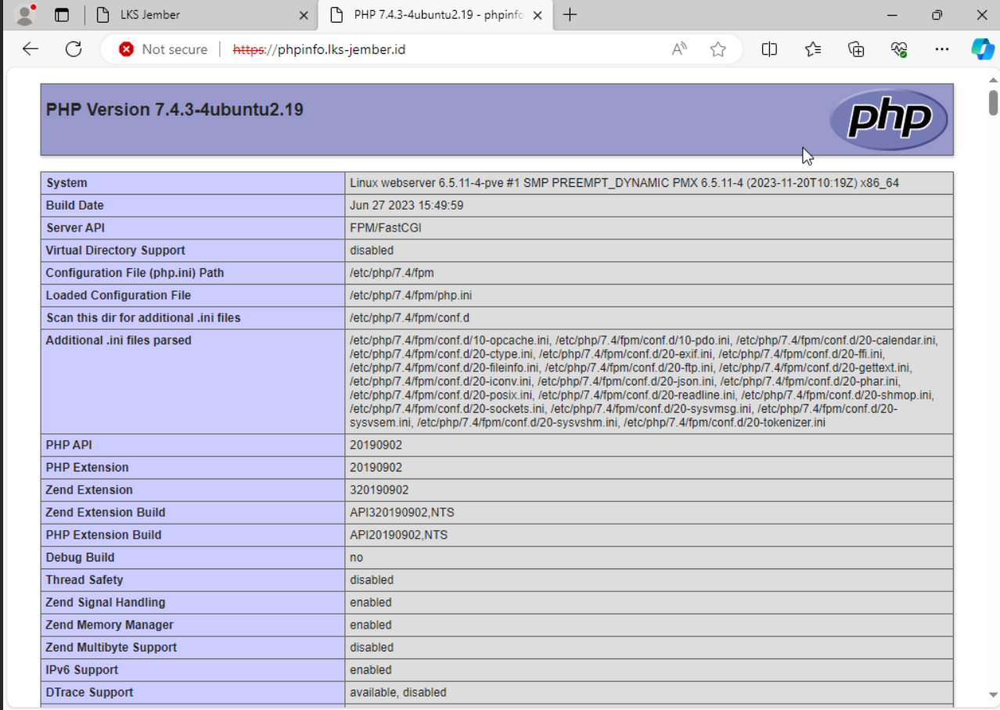 LKS Jember
PHP 7.4.3-4ubuntu2.19 - phpinfo
Not secure
https://phpinfo.lks-jember.id
PHP Version 7.4.3-4ubuntu2.19
php
System Linux webserver 6.5.11-4-pve #1 SMP PREEMPT_DYNAMIC PMX 6.5.11-4 (2023-11-20T10:19Z) x86_64
Build Date Jun 27 2023 15:49:59
Server API FPM/FastCGI
Virtual Directory Support disabled
Configuration File (php.ini) Path /etc/php/7.4/fpm
Loaded Configuration File /etc/php/7.4/fpm/php.ini
Scan this dir for additional .ini files /etc/php/7.4/fpm/conf.d
Additional .ini files parsed /etc/php/7.4/fpm/conf.d/10-opcache.ini, /etc/php/7.4/fpm/conf.d/10-pdo.ini, /etc/php/7.4/fpm/conf.d/20-calendar.ini,
/etc/php/7.4/fpm/conf.d/20-ctype.ini, /etc/php/7.4/fpm/conf.d/20-exif.ini, /etc/php/7.4/fpm/conf.d/20-ffi.ini,
/etc/php/7.4/fpm/conf.d/20-fileinfo.ini, /etc/php/7.4/fpm/conf.d/20-ftp.ini, /etc/php/7.4/fpm/conf.d/20-gettext.ini,
/etc/php/7.4/fpm/conf.d/20-iconv.ini, /etc/php/7.4/fpm/conf.d/20-json.ini, /etc/php/7.4/fpm/conf.d/20-phar.ini,
/etc/php/7.4/fpm/conf.d/20-posix.ini, /etc/php/7.4/fpm/conf.d/20-readline.ini, /etc/php/7.4/fpm/conf.d/20-shmop.ini,
/etc/php/7.4/fpm/conf.d/20-sockets.ini, /etc/php/7.4/fpm/conf.d/20-sysvmsg.ini, /etc/php/7.4/fpm/conf.d/20-
sysvsem.ini, /etc/php/7.4/fpm/conf.d/20-sysvshm.ini, /etc/php/7.4/fpm/conf.d/20-tokenizer.ini
PHP API 20190902
PHP Extension 20190902
Zend Extension 320190902
Zend Extension Build API320190902,NTS
PHP Extension Build API20190902,NTS
Debug Build no
Thread Safety disabled
Zend Signal Handling enabled
Zend Memory Manager enabled
Zend Multibyte Support disabled
IPv6 Support enabled
DTrace Support available, disabled